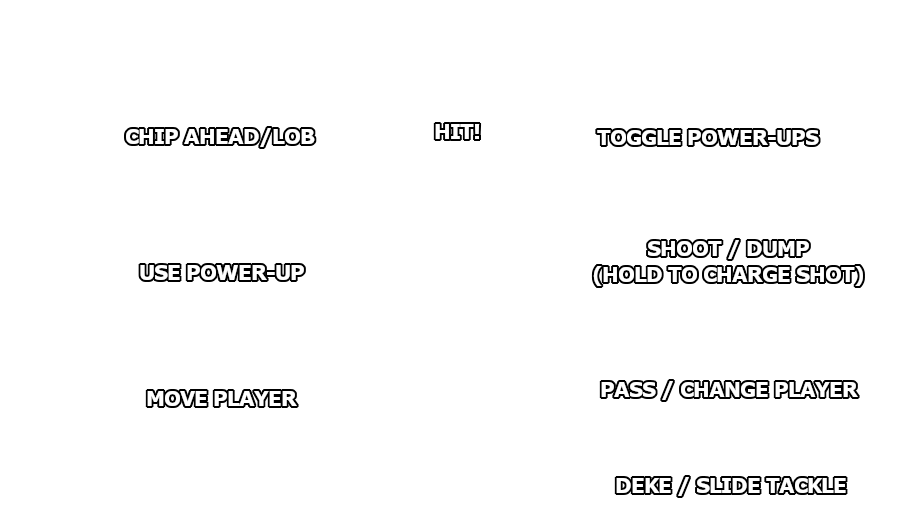 CHIP AHEAD/LOB
HIT!
TOGGLE POWER-UPS
USE POWER-UP
SHOOT / DUMP
(HOLD TO CHARGE SHOT)
MOVE PLAYER
PASS / CHANGE PLAYER
DEKE / SLIDE TACKLE